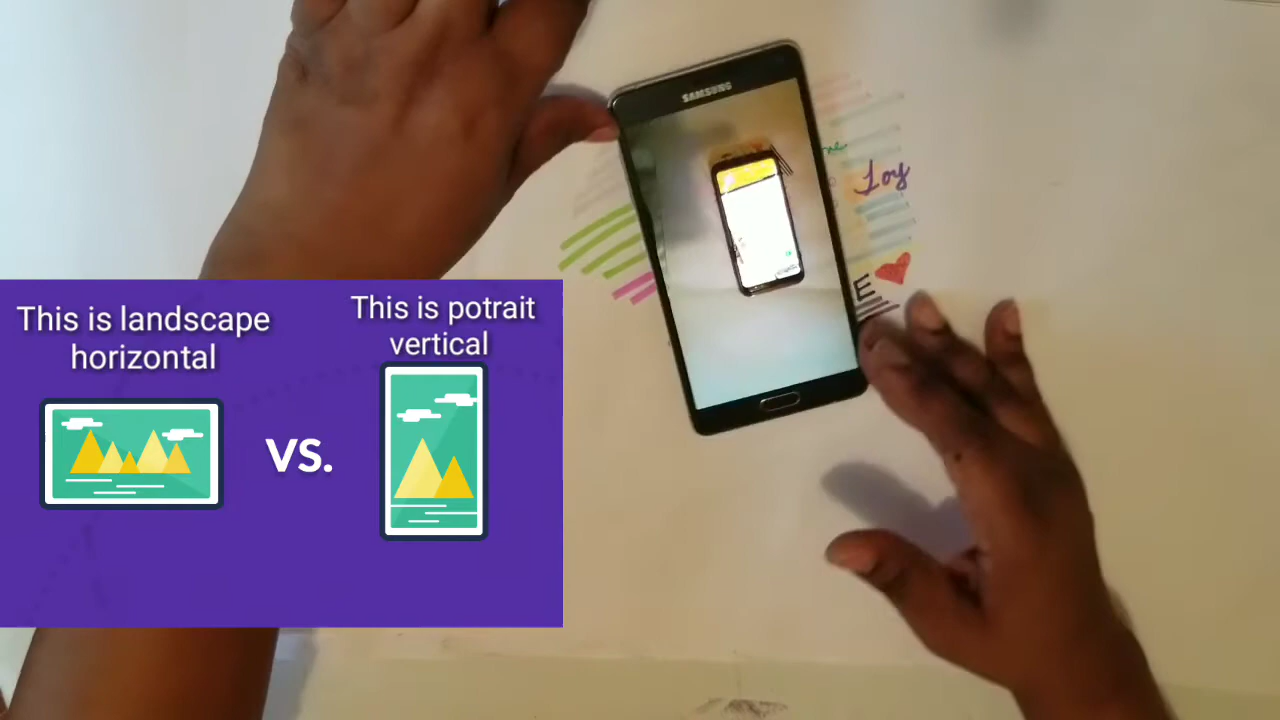 This is landscape
horizontal
This is potrait
vertical
vs.
SAMSUNG
Joy
E